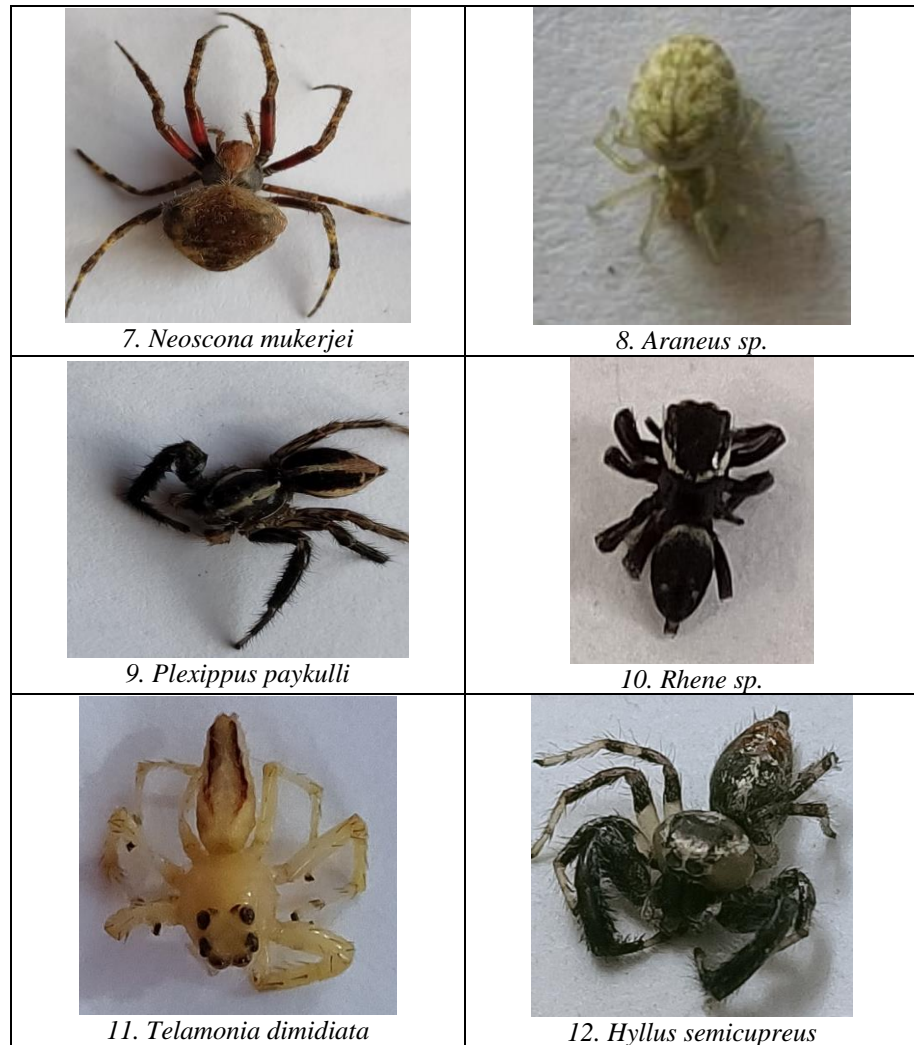 7. Neoscona mukerjei
8. Araneus sp.
9. Plexippus paykulli
10. Rhene sp.
11. Telamonia dimidiata
12. Hyllus semicupreus